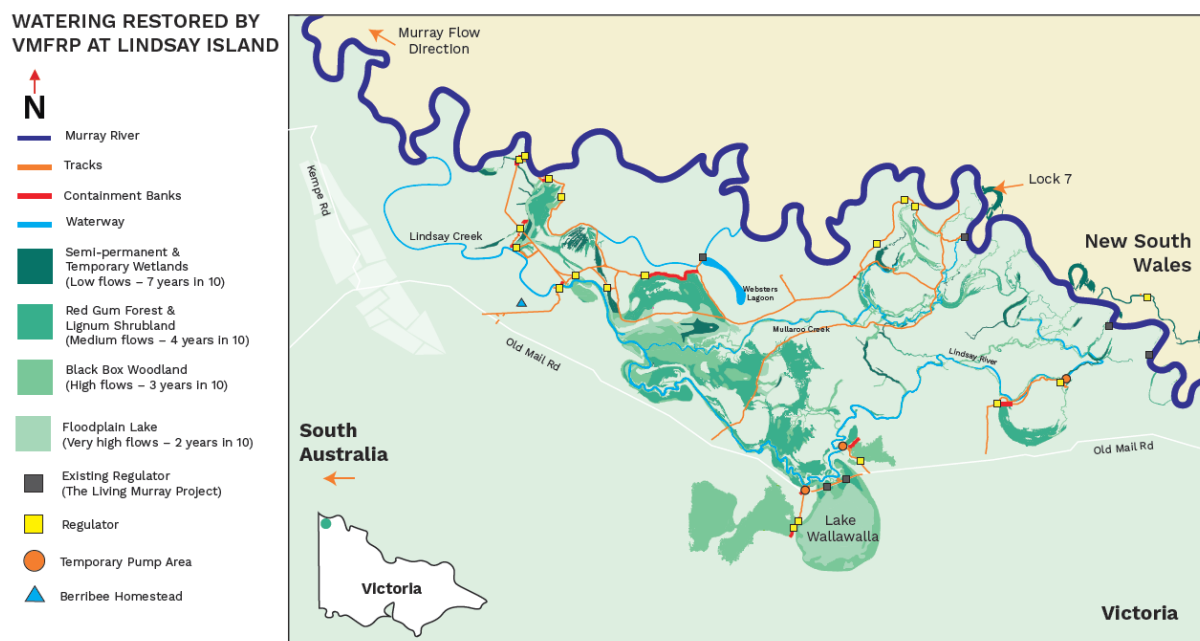 WATERING RESTORED BY
VMFRP AT LINDSAY ISLAND
N
Murray River
Tracks
Containment Banks
Waterway
Semi-permanent &
Temporary Wetlands
(Low flows – 7 years in 10)
Red Gum Forest &
Lignum Shrubland
(Medium flows – 4 years in 10)
Black Box Woodland
(High flows – 3 years in 10)
Floodplain Lake
(Very high flows – 2 years in 10)
Existing Regulator
(The Living Murray Project)
Regulator
Temporary Pump Area
Berribee Homestead
Murray Flow
Direction
Kempe Rd
Lock 7
Lindsay Creek
New South
Wales
Websters
Lagoon
Mullaroo Creek
Old Mail Rd
Lindsay River
South
Australia
Old Mail Rd
Lake
Wallawalla
Victoria
Victoria